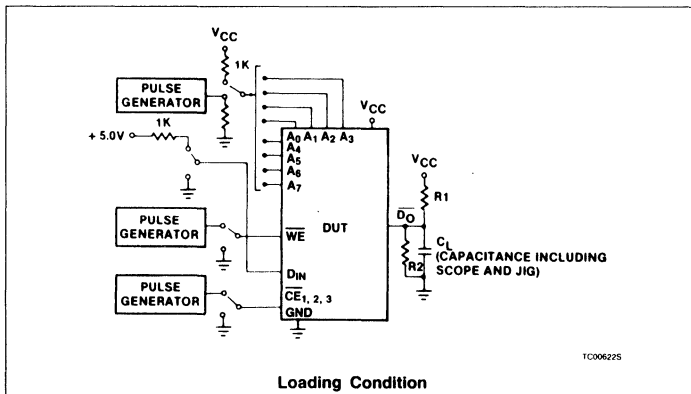 VCC
1K
PULSE
GENERATOR
VCC
1K
+ 5.0V
A0 A1 A2 A3
A4
A5
A6
A7
VCC
R1
DO
PULSE
GENERATOR
WE
DUT
R2
CL
(CAPACITANCE INCLUDING
SCOPE AND JIG)
DIN
PULSE
GENERATOR
CE1, 2, 3
GND
TC00622S
Loading Condition